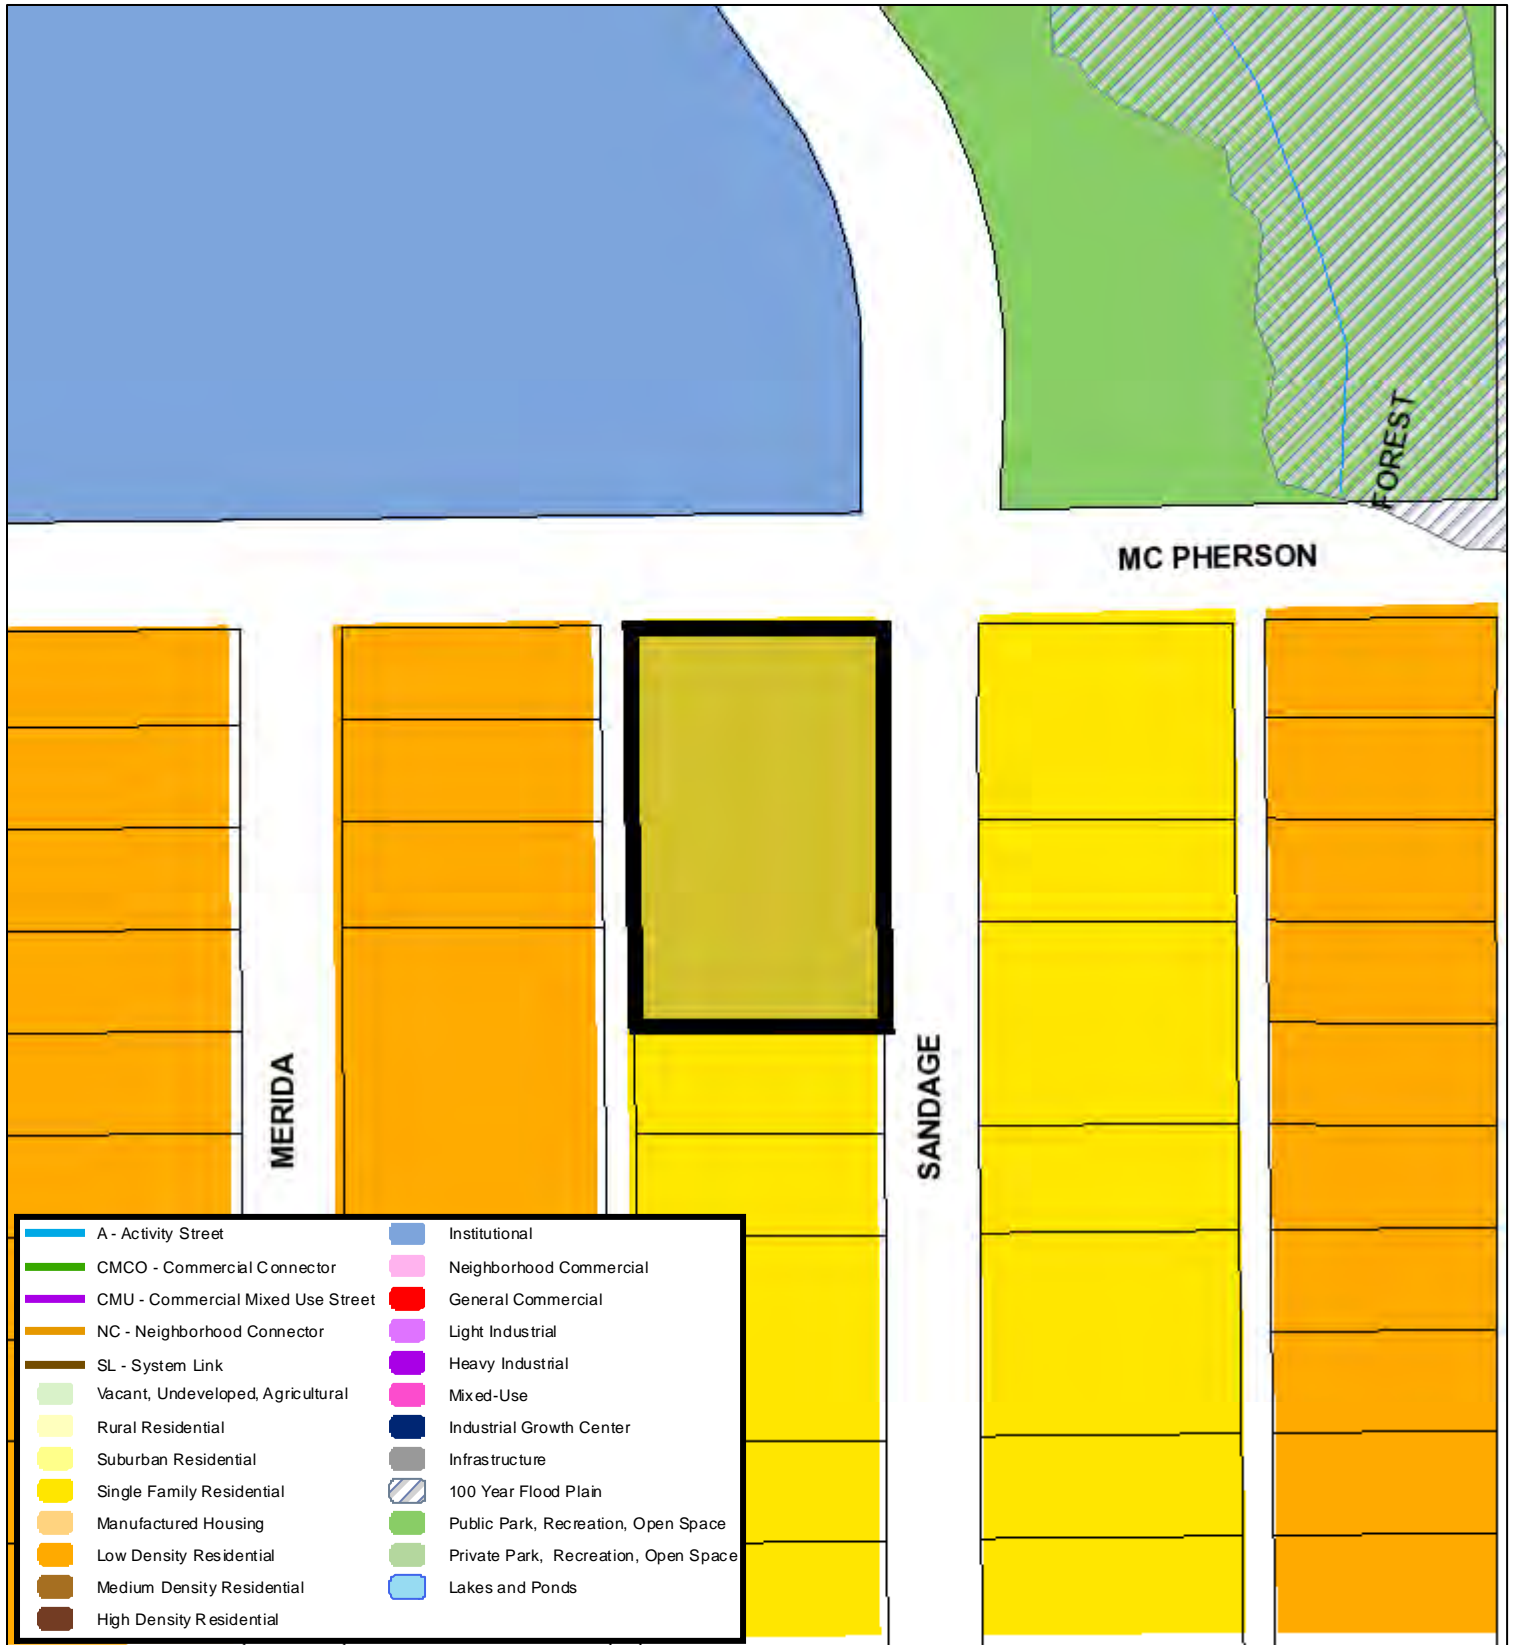 FOREST
MC PHERSON
MERIDA
SANDAGE
A - Activity Street
CMCO - Commercial Connector
CMU - Commercial Mixed Use Street
NC - Neighborhood Connector
SL - System Link
Vacant, Undeveloped, Agricultural
Rural Residential
Suburban Residential
Single Family Residential
Manufactured Housing
Low Density Residential
Medium Density Residential
High Density Residential
Institutional
Neighborhood Commercial
General Commercial
Light Industrial
Heavy Industrial
Mixed-Use
Industrial Growth Center
Infrastructure
100 Year Flood Plain
Public Park, Recreation, Open Space
Private Park, Recreation, Open Space
Lakes and Ponds